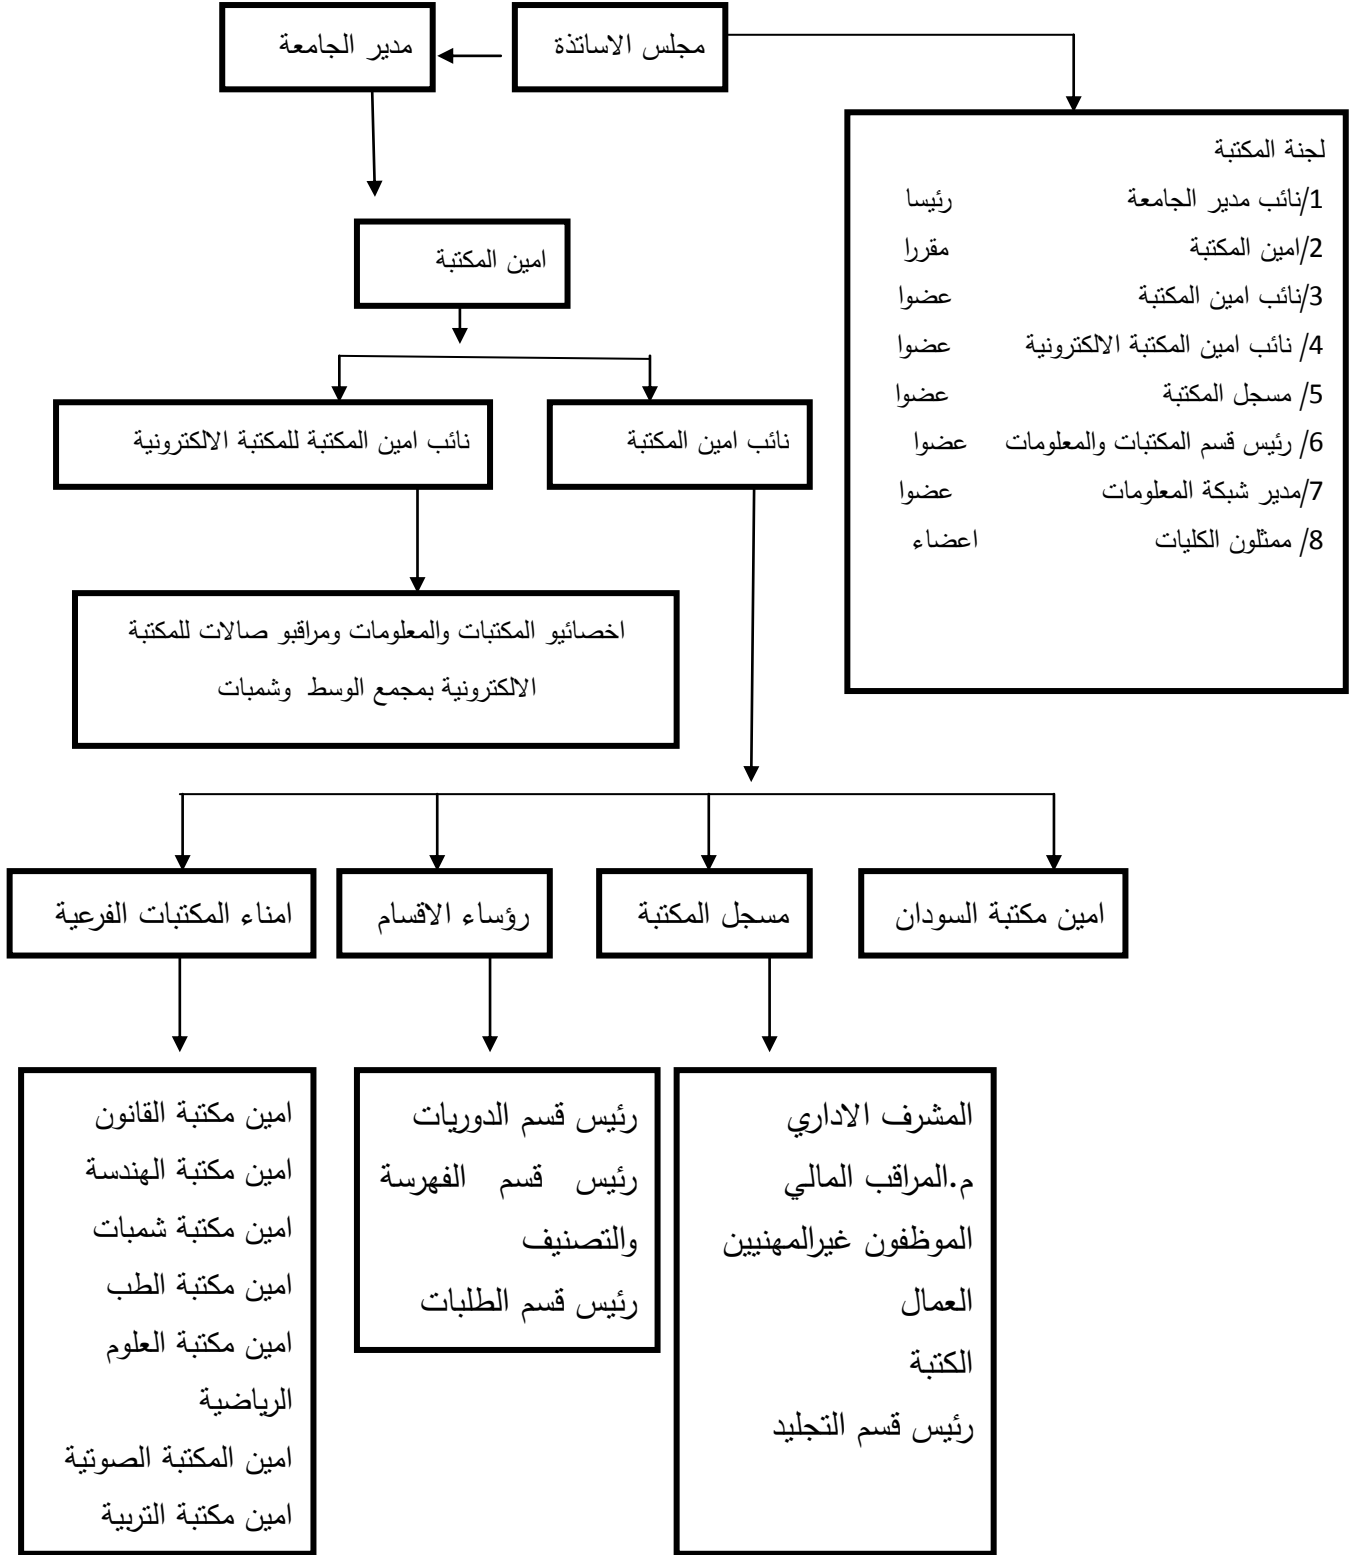 مجلس الاساتذة
مدير الجامعة
لجنة المكتبة
1/نائب مدير الجامعة رئيسا
2/امين المكتبة مقررا
3/نائب امين المكتبة عضوا
4/ نائب امين المكتبة الالكترونية عضوا
5/ مسجل المكتبة عضوا
6/ رئيس قسم المكتبات والمعلومات عضوا
7/مدير شبكة المعلومات عضوا
8/ ممثلون الكليات اعضاء
امين المكتبة
نائب امين المكتبة
نائب امين المكتبة للمكتبة الالكترونية
اخصائيو المكتبات والمعلومات ومراقبو صالات للمكتبة
الالكترونية بمجمع الوسط وشمبات
امين مكتبة السودان
مسجل المكتبة
رؤساء الاقسام
امناء المكتبات الفرعية
المشرف الاداري
م.المراقب المالي
الموظفون غيرالمهنيين
العمال
الكتبة
رئيس قسم التجليد
رئيس قسم الدوريات
رئيس قسم الفهرسة
والتصنيف
رئيس قسم الطلبات
امين مكتبة القانون
امين مكتبة الهندسة
امين مكتبة شمبات
امين مكتبة الطب
امين مكتبة العلوم
الرياضية
امين المكتبة الصوتية
امين مكتبة التربية